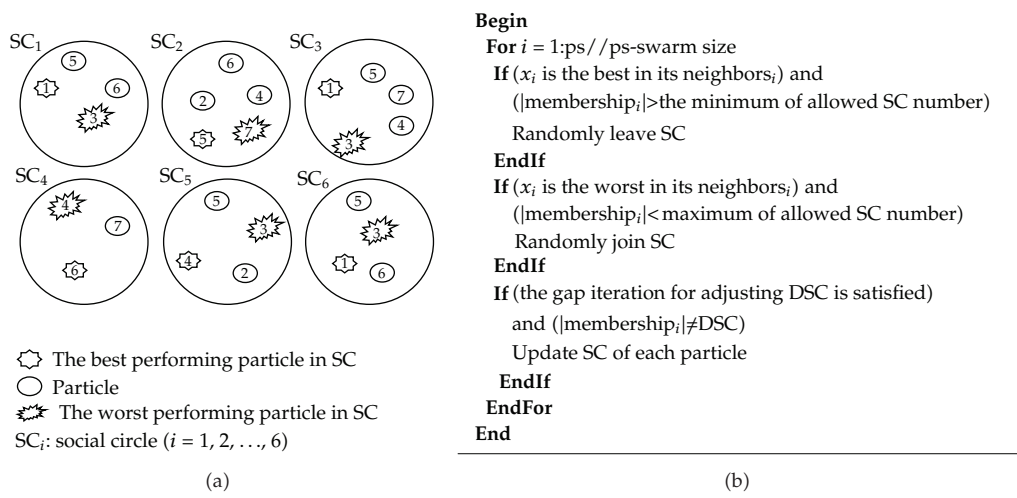 SC₁
5
1
6
3
SC₂
6
2
4
5
7
SC₃
5
1
7
4
3
SC₄
4
7
6
SC₅
5
3
4
2
SC₆
5
3
1
6
The best performing particle in SC
Particle
The worst performing particle in SC
SCᵢ: social circle (i = 1, 2, ..., 6)
(a)
Begin
For i = 1:ps//ps-swarm size
If (xᵢ is the best in its neighborsᵢ) and
(|membershipᵢ|>the minimum of allowed SC number)
Randomly leave SC
EndIf
If (xᵢ is the worst in its neighborsᵢ) and
(|membershipᵢ|<maximum of allowed SC number)
Randomly join SC
EndIf
If (the gap iteration for adjusting DSC is satisfied)
and (|membershipᵢ|≠DSC)
Update SC of each particle
EndIf
EndFor
End
(b)